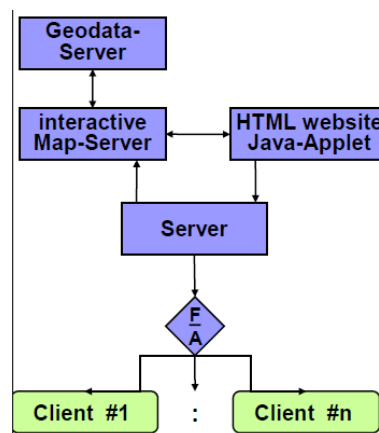 Geodata-
Server
interactive
Map-Server
HTML website
Java-Applet
Server
F
A
Client #1
:
Client #n